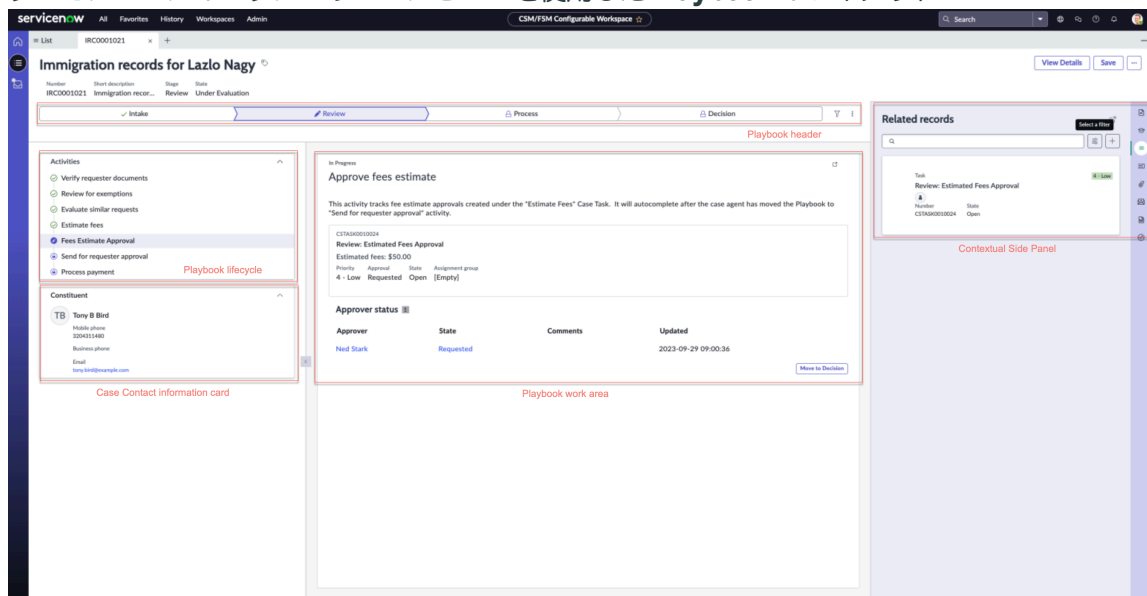 を使用した
servicenow All Favorites History Workspaces Admin
CSM/FSM Configurable Workspace ☆
Search
List IRC0001021 × +
Immigration records for Lazlo Nagy
View Details Save
Number Short description Stage State
IRC0001021 Immigration recor... Review Under Evaluation
Intake Review Process Decision
Playbook header
Activities
Verify requester documents
Review for exemptions
Evaluate similar requests
Estimate fees
Fees Estimate Approval
Send for requester approval
Process payment
Playbook lifecycle
Constituent
TB Tony B Bird
Mobile phone
3204311480
Business phone
Email
tony.bird@example.com
Case Contact information card
In Progress
Approve fees estimate
This activity tracks fee estimate approvals created under the "Estimate Fees" Case Task. It will autocomplete after the case agent has moved the Playbook to
"Send for requester approval" activity.
CSTASK0010024
Review: Estimated Fees Approval
Estimated fees: $50.00
Priority Approval State Assignment group
4 - Low Requested Open [Empty]
Approver status 1
Approver State Comments Updated
Ned Stark Requested 2023-09-29 09:00:36
Move to Decision
Playbook work area
Related records
Select a filter
Task 4 - Low
Review: Estimated Fees Approval
Number State
CSTASK0010024 Open
Contextual Side Panel